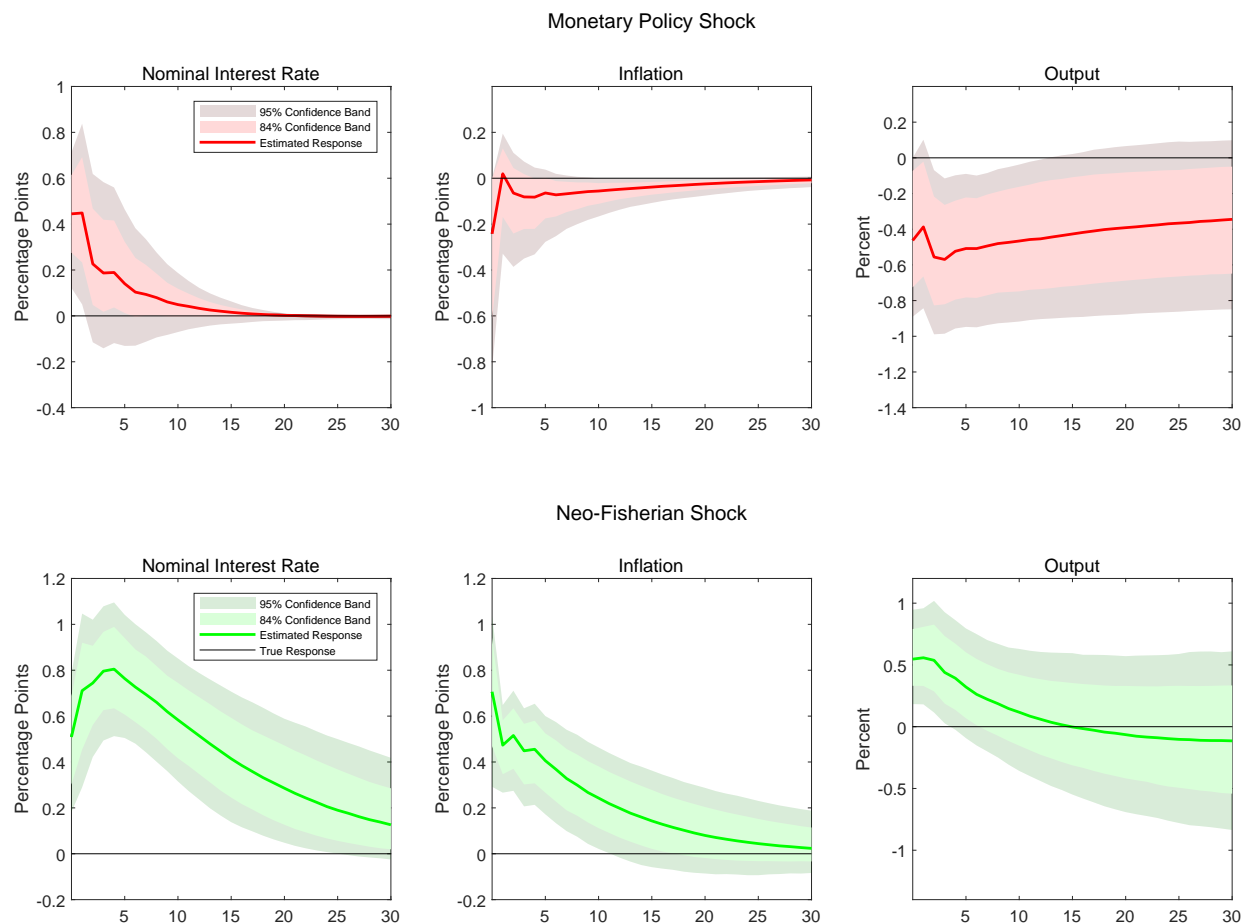 Monetary Policy Shock
Nominal Interest Rate
Inflation
Output
Percentage Points
1
0.8
0.6
0.4
0.2
0
-0.2
-0.4
5 10 15 20 25 30
95% Confidence Band
84% Confidence Band
Estimated Response
Percentage Points
0.2
0
-0.2
-0.4
-0.6
-0.8
-1
5 10 15 20 25 30
Percent
0.2
0
-0.2
-0.4
-0.6
-0.8
-1
-1.2
-1.4
5 10 15 20 25 30
Neo-Fisherian Shock
Nominal Interest Rate
Inflation
Output
Percentage Points
1.2
1
0.8
0.6
0.4
0.2
0
-0.2
5 10 15 20 25 30
95% Confidence Band
84% Confidence Band
Estimated Response
True Response
Percentage Points
1.2
1
0.8
0.6
0.4
0.2
0
-0.2
5 10 15 20 25 30
Percent
1
0.5
0
-0.5
-1
5 10 15 20 25 30